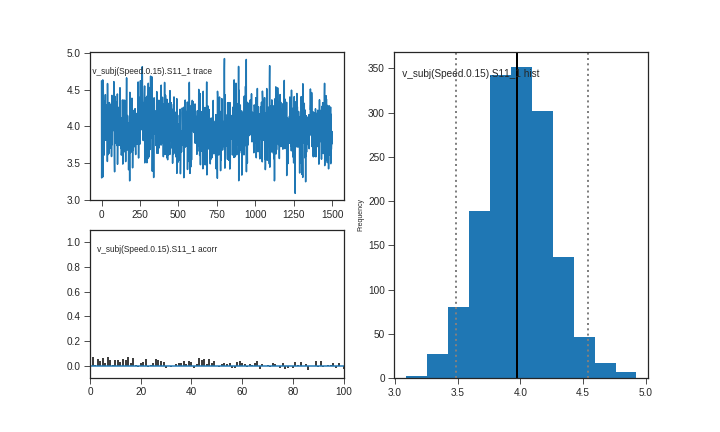 5.0
4.5
4.0
3.5
3.0
v_subj(Speed.0.15).S11_1 trace
0 250 500 750 1000 1250 1500
1.0
0.8
0.6
0.4
0.2
0.0
v_subj(Speed.0.15).S11_1 acorr
0 20 40 60 80 100
350
300
250
200
150
100
50
0
Frequency
v_subj(Speed.0.15).S11_1 hist
3.0 3.5 4.0 4.5 5.0